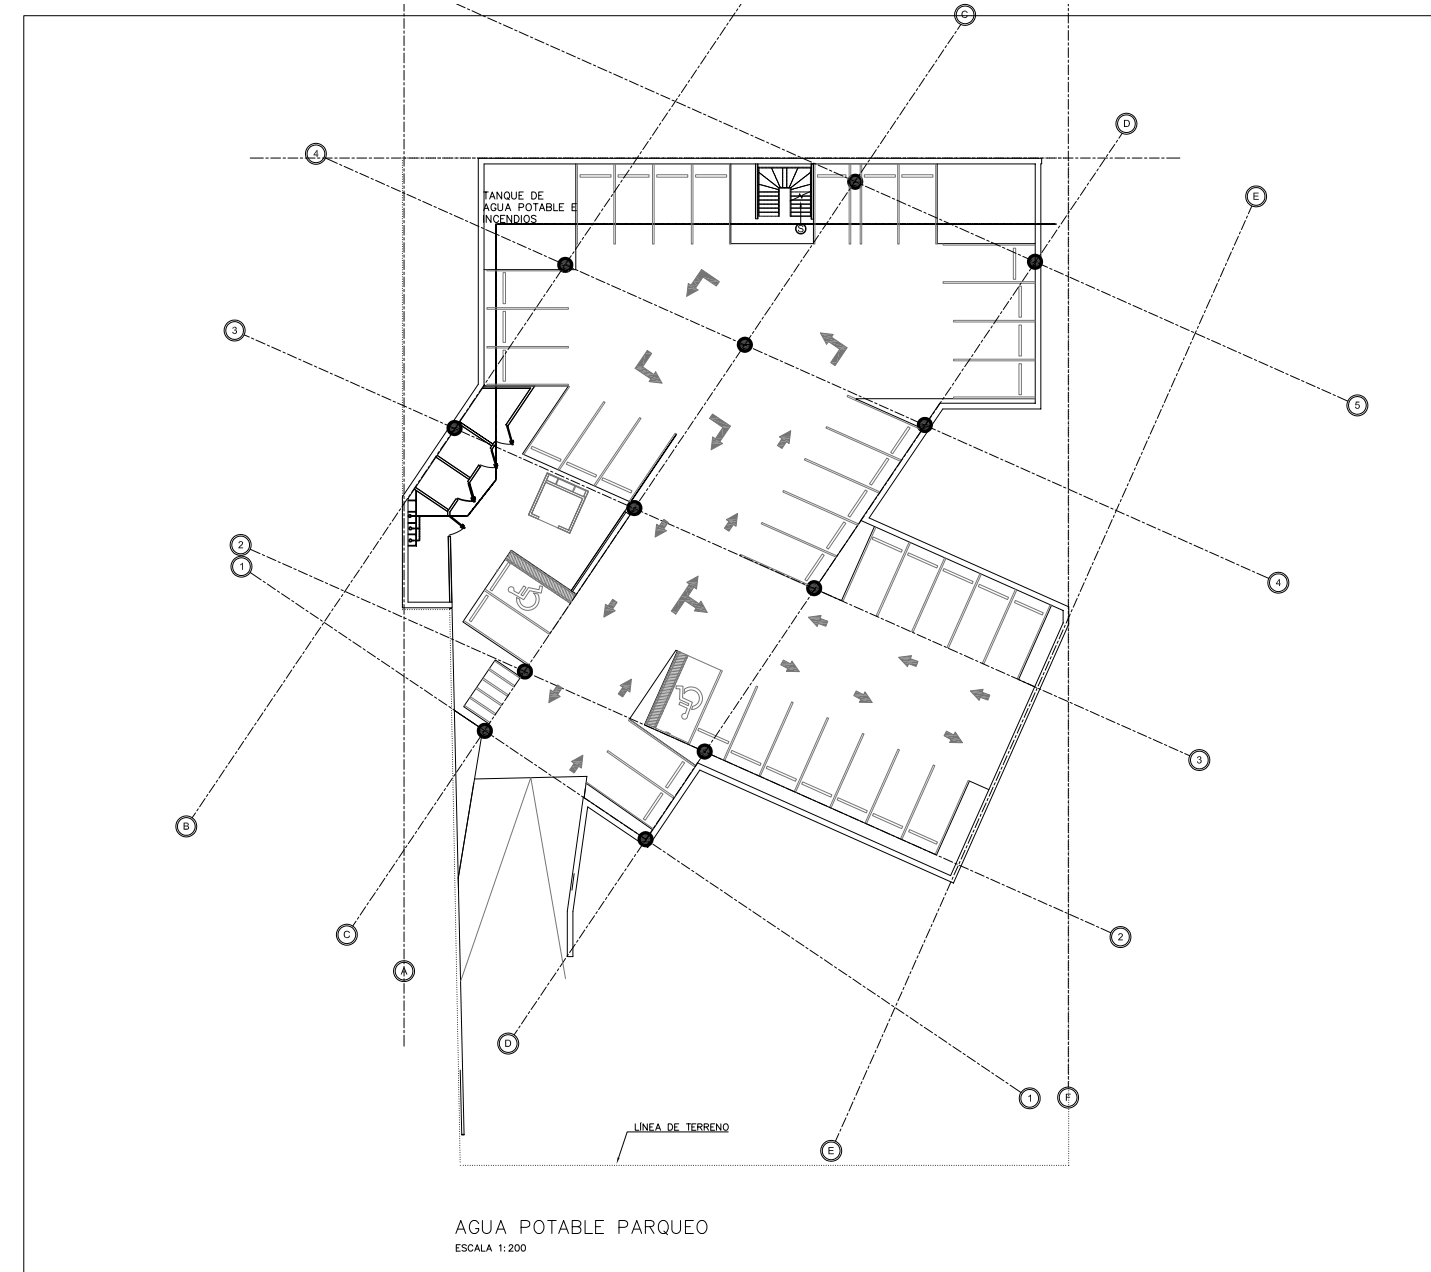 C
D
4
E
TANQUE DE
AGUA POTABLE E
INCENDIOS
S
3
5
2
1
4
3
B
C
2
A
D
1
F
LÍNEA DE TERRENO
E
AGUA POTABLE PARQUEO
ESCALA 1:200